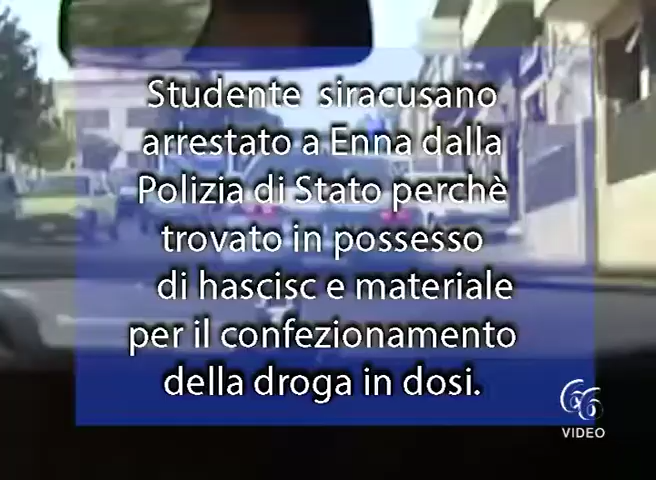 Studente siracusano
arrestato a Enna dalla
Polizia di Stato perchè
trovato in possesso
di hascisc e materiale
per il confezionamento
della droga in dosi.
66
VIDEO